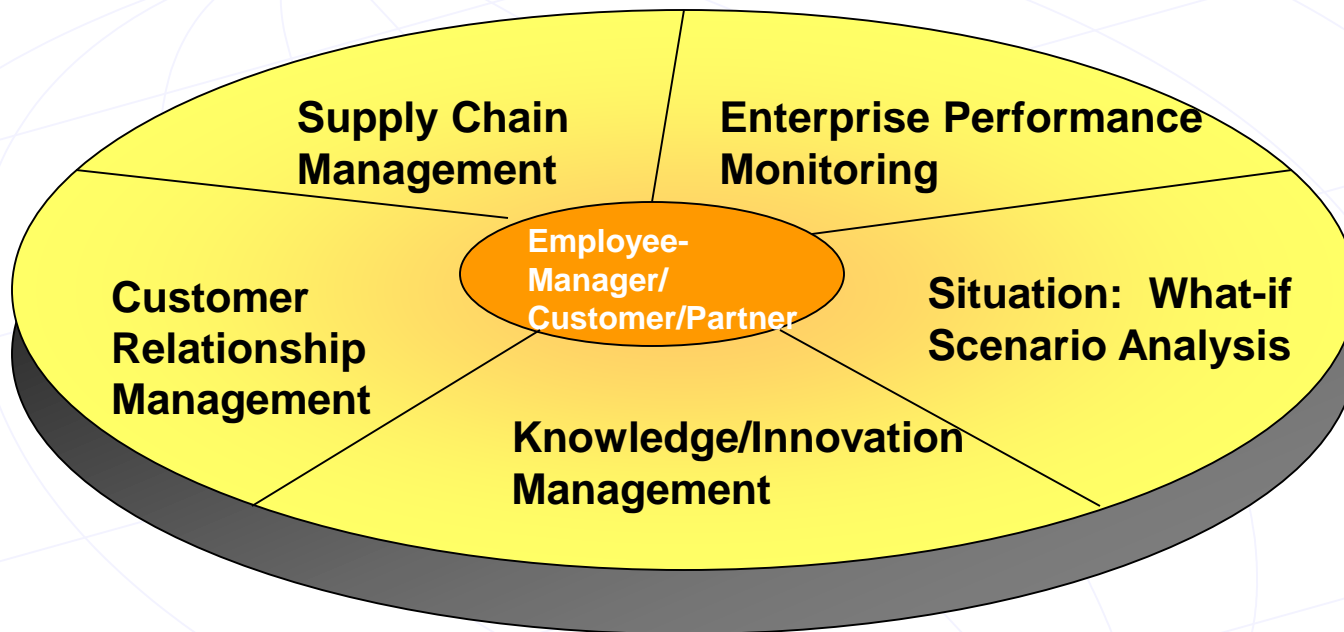 Supply Chain
Management
Enterprise Performance
Monitoring
Employee-
Manager/
Customer/Partner
Customer
Relationship
Management
Situation:  What-if
Scenario Analysis
Knowledge/Innovation
Management